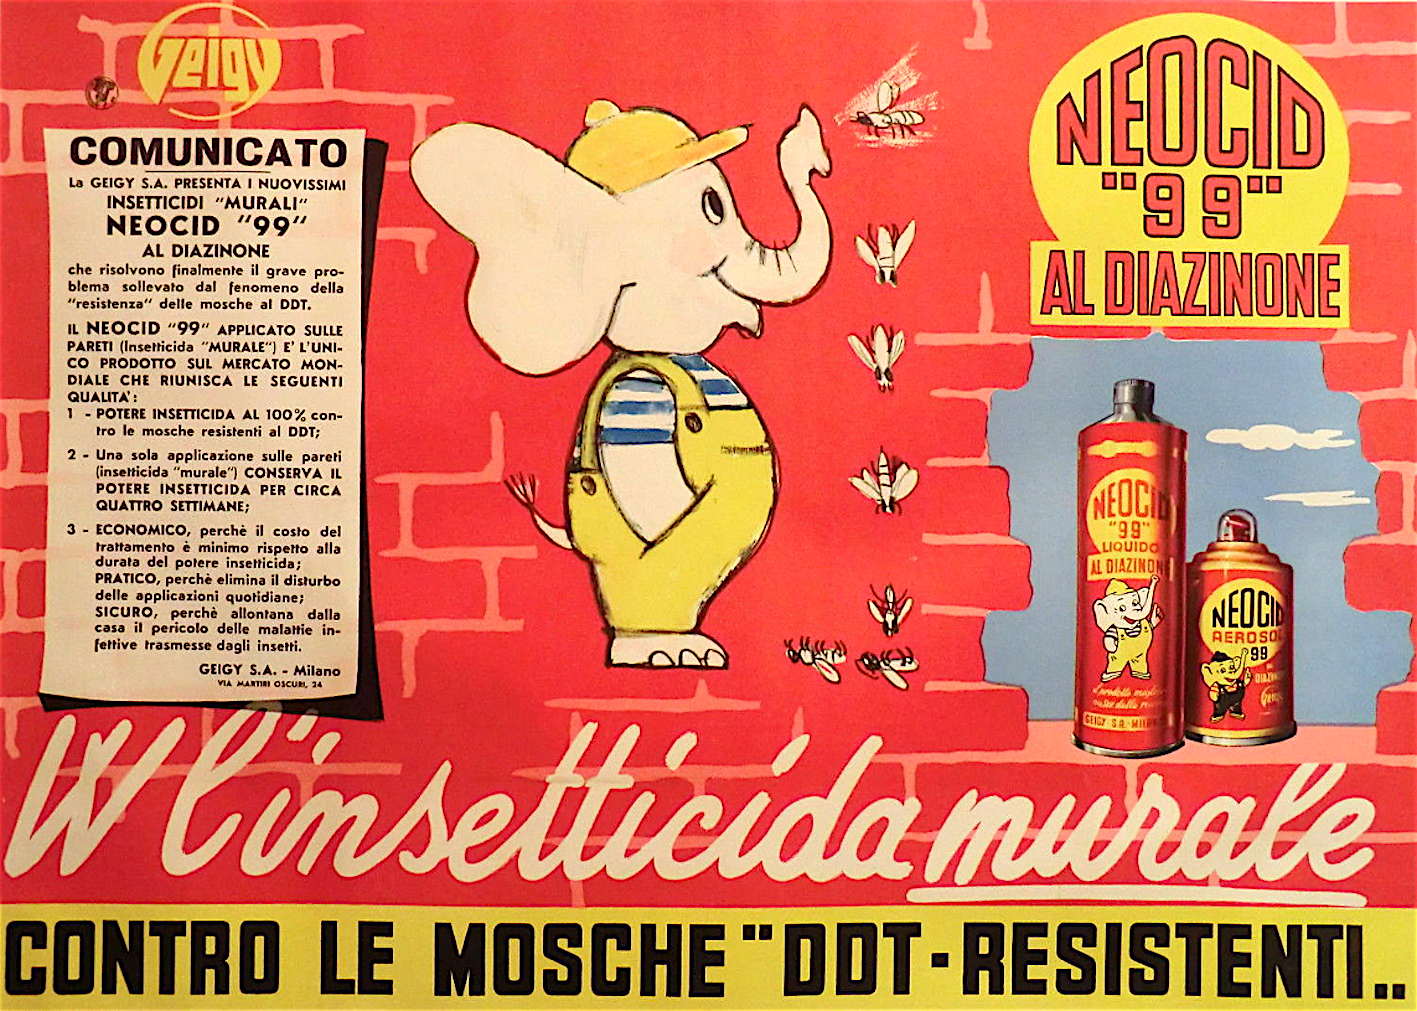 Geigy
COMUNICATO
La GEIGY S.A. PRESENTA I NUOVISSIMI
INSETTICIDI "MURALI"
NEOCID "99"
AL DIAZINONE
che risolvono finalmente il grave pro-
blema sollevato dal fenomeno della
"resistenza" delle mosche al DDT.
IL NEOCID "99" APPLICATO SULLE
PARETI (Insetticida "MURALE") E' L'UNI-
CO PRODOTTO SUL MERCATO MON-
DIALE CHE RIUNISCA LE SEGUENTI
QUALITA':
1 - POTERE INSETTICIDA AL 100% con-
tro le mosche resistenti al DDT;
2 - Una sola applicazione sulle pareti
(insetticida "murale") CONSERVA IL
POTERE INSETTICIDA PER CIRCA
QUATTRO SETTIMANE;
3 - ECONOMICO, perchè il costo del
trattamento è minimo rispetto alla
durata del potere insetticida;
PRATICO, perchè elimina il disturbo
delle applicazioni quotidiane;
SICURO, perchè allontana dalla
casa il pericolo delle malattie in-
fettive trasmesse dagli insetti.
GEIGY S.A. - Milano
VIA MARTIRI OSCURI, 24
NEOCID
"99"
AL DIAZINONE
NEOCID
"99"
LIQUIDO
AL DIAZINONE
il prodotto
GEIGY S.A. - MILANO
NEOCID
AEROSOL
99
Geigy
W l'insetticida murale
CONTRO LE MOSCHE "DDT-RESISTENTI..